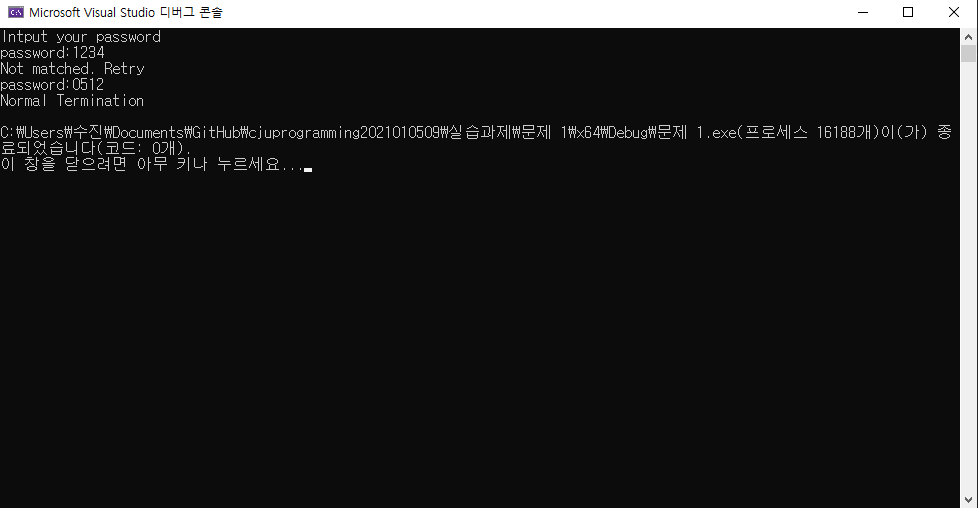 Microsoft Visual Studio 디버그 콘솔
Intput your password
password:1234
Not matched. Retry
password:0512
Normal Termination
C:₩Users₩수진₩Documents₩GitHub₩cjuprogramming2021010509₩실습과제₩문제 1₩x64₩Debug₩문제 1.exe(프로세스 16188개)이(가) 종
료되었습니다(코드: 0개).
이 창을 닫으려면 아무 키나 누르세요...